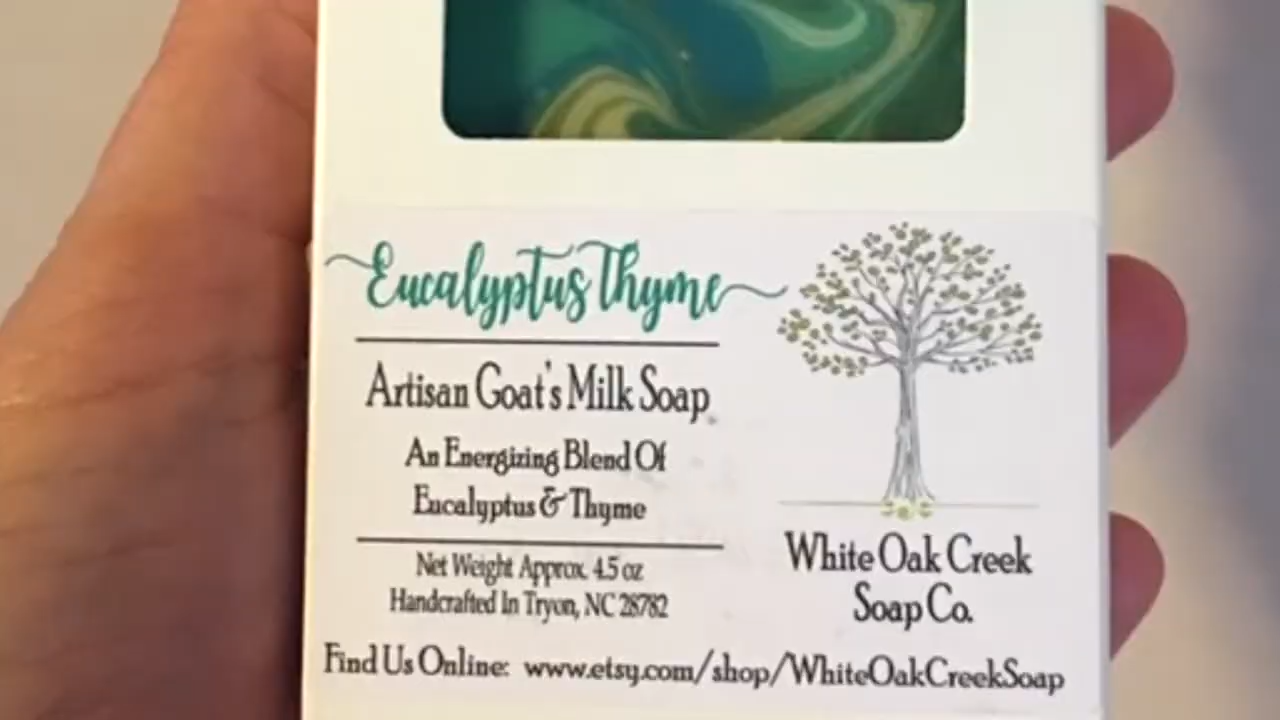 Eucalyptus Thyme
Artisan Goat's Milk Soap
An Energizing Blend Of
Eucalyptus & Thyme
Net Weight Approx. 4.5 oz
Handcrafted In Tryon, NC 28782
White Oak Creek
Soap Co.
Find Us Online: www.etsy.com/shop/WhiteOakCreekSoap